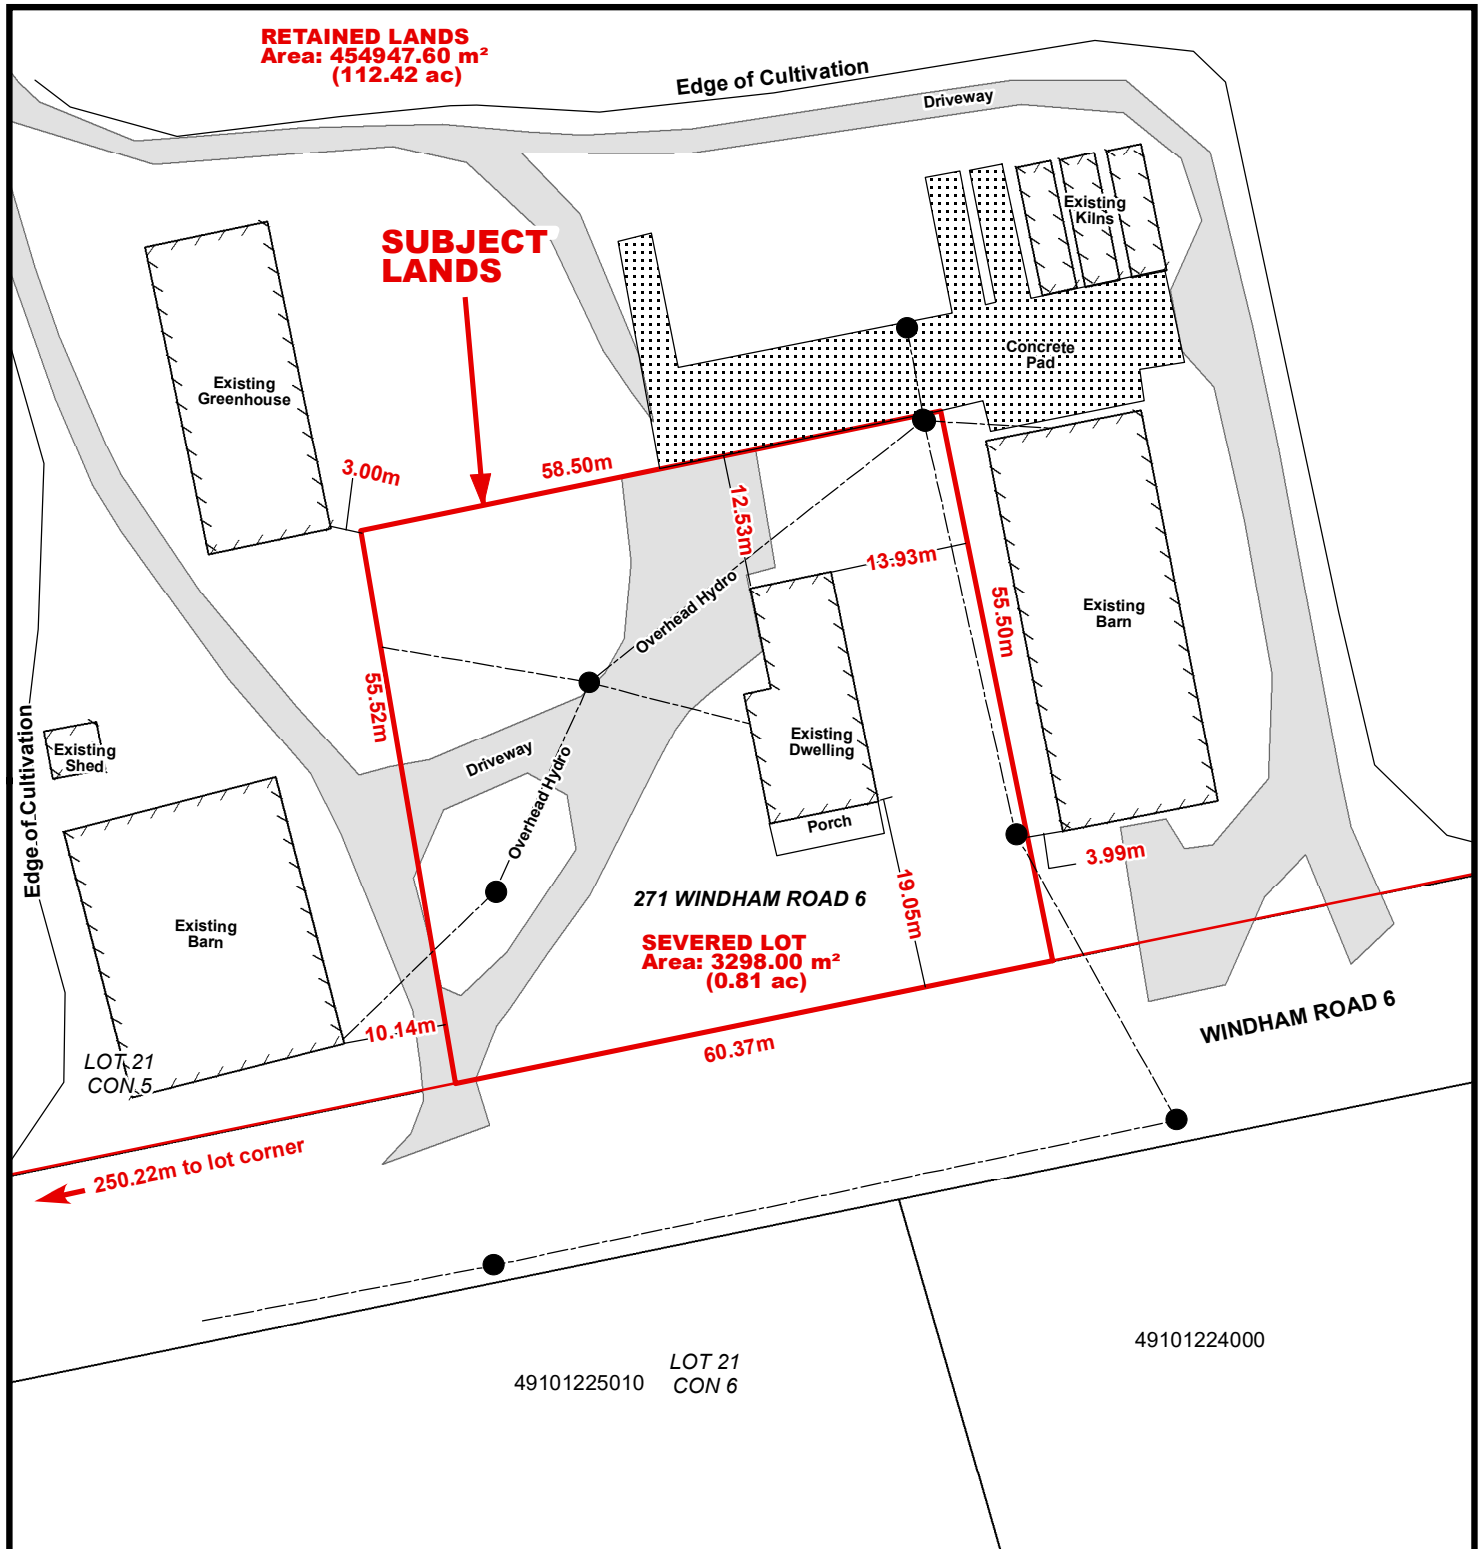 RETAINED LANDS
Area: 454947.60 m²
(112.42 ac)
Edge of Cultivation
Driveway
Existing
Kilns
SUBJECT
LANDS
Concrete
Pad
Existing
Greenhouse
3.00m
58.50m
12.53m
13.93m
Overhead Hydro
55.50m
Existing
Barn
55.52m
Existing
Shed
Edge of Cultivation
Driveway
Overhead Hydro
Existing
Dwelling
Porch
3.99m
19.05m
271 WINDHAM ROAD 6
SEVERED LOT
Area: 3298.00 m²
(0.81 ac)
Existing
Barn
10.14m
60.37m
WINDHAM ROAD 6
LOT 21
CON 5
250.22m to lot corner
49101224000
49101225010
LOT 21
CON 6